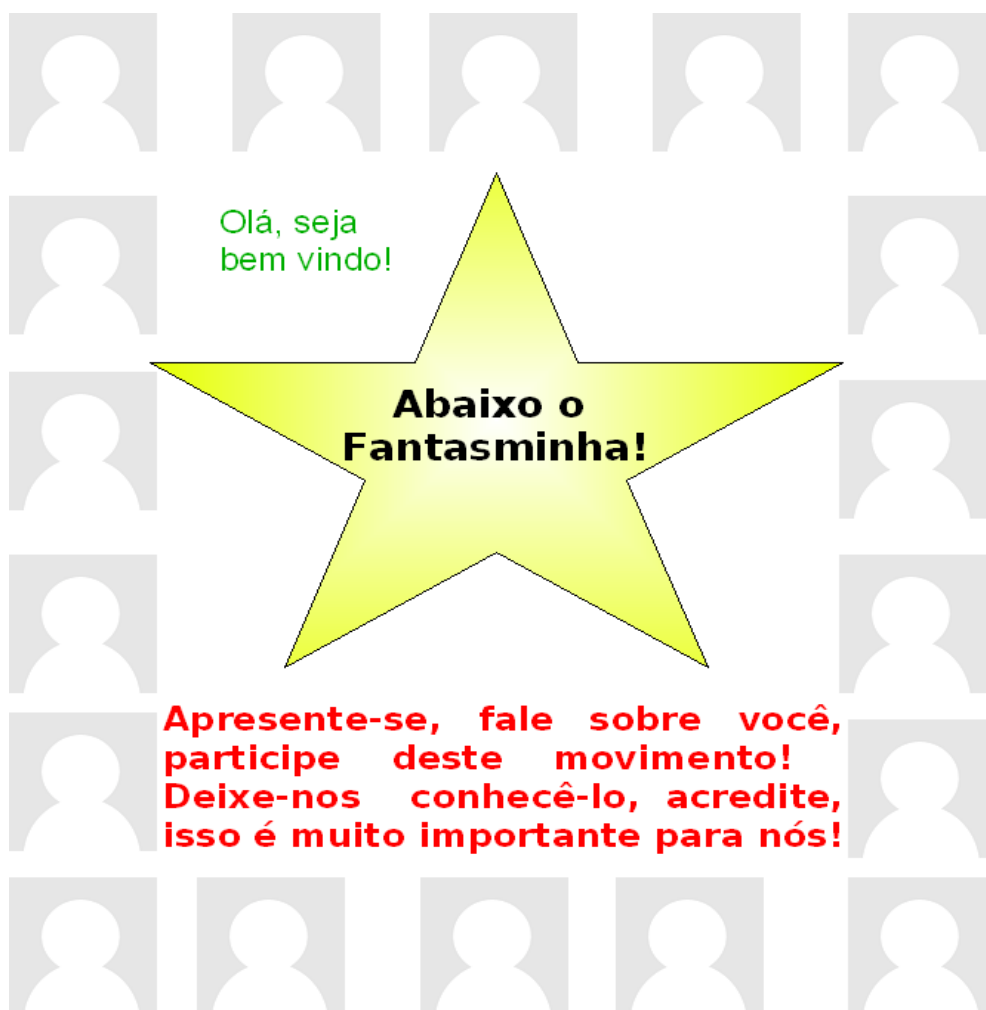 Olá, seja
bem vindo!
Abaixo o
Fantasminha!
Apresente-se, fale sobre você,
participe deste movimento!
Deixe-nos conhecê-lo, acredite,
isso é muito importante para nós!